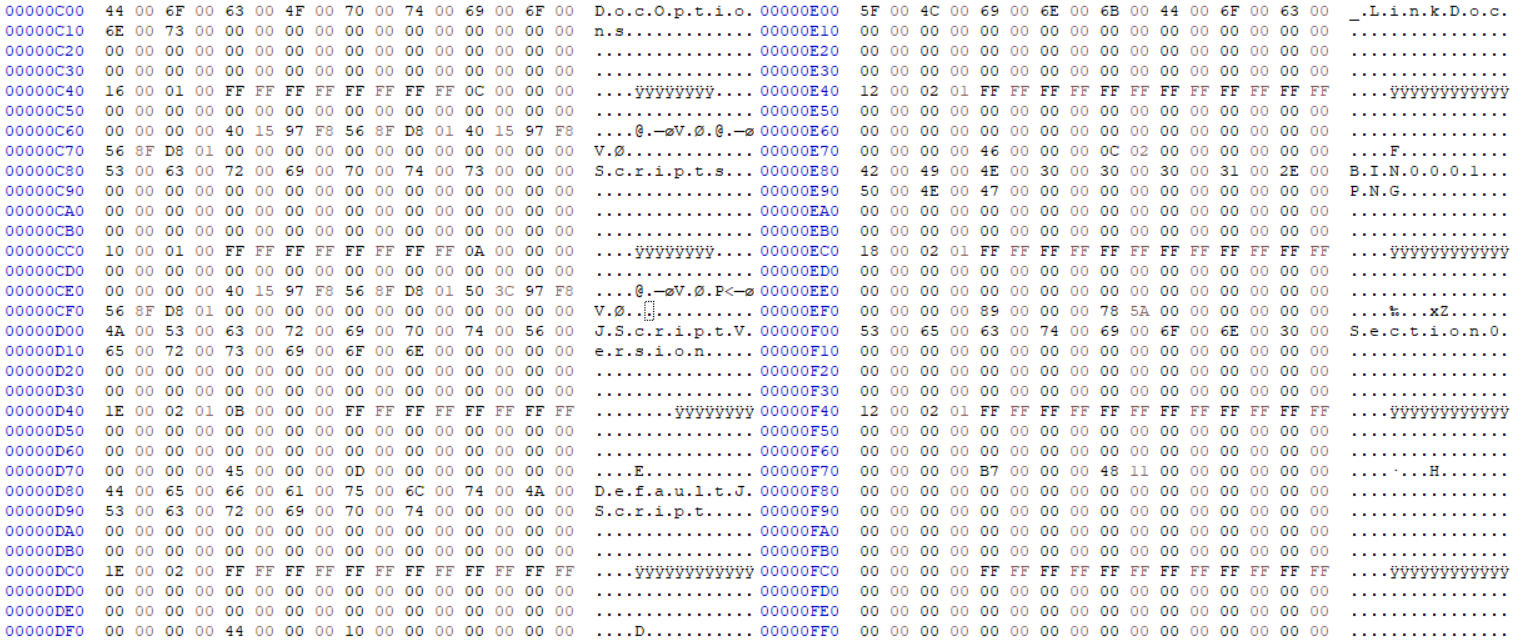 00000C00 44 00 6F 00 63 00 4F 00 70 00 74 00 69 00 6F 00 D.o.c.O.p.t.i.o.
00000C10 6E 00 73 00 00 00 00 00 00 00 00 00 00 00 00 00 n.s.............
00000C20 00 00 00 00 00 00 00 00 00 00 00 00 00 00 00 00 ................
00000C30 00 00 00 00 00 00 00 00 00 00 00 00 00 00 00 00 ................
00000C40 16 00 01 00 FF FF FF FF FF FF FF FF 0C 00 00 00 ....ÿÿÿÿÿÿÿÿ....
00000C50 00 00 00 00 00 00 00 00 00 00 00 00 00 00 00 00 ................
00000C60 00 00 00 00 40 15 97 F8 56 8F D8 01 40 15 97 F8 ....@.—øV.Ø.@.—ø
00000C70 56 8F D8 01 00 00 00 00 00 00 00 00 00 00 00 00 V.Ø.............
00000C80 53 00 63 00 72 00 69 00 70 00 74 00 73 00 00 00 S.c.r.i.p.t.s...
00000C90 00 00 00 00 00 00 00 00 00 00 00 00 00 00 00 00 ................
00000CA0 00 00 00 00 00 00 00 00 00 00 00 00 00 00 00 00 ................
00000CB0 00 00 00 00 00 00 00 00 00 00 00 00 00 00 00 00 ................
00000CC0 10 00 01 00 FF FF FF FF FF FF FF FF 0A 00 00 00 ....ÿÿÿÿÿÿÿÿ....
00000CD0 00 00 00 00 00 00 00 00 00 00 00 00 00 00 00 00 ................
00000CE0 00 00 00 00 40 15 97 F8 56 8F D8 01 50 3C 97 F8 ....@.—øV.Ø.P<—ø
00000CF0 56 8F D8 01 00 00 00 00 00 00 00 00 00 00 00 00 V.Ø.............
00000D00 4A 00 53 00 63 00 72 00 69 00 70 00 74 00 56 00 J.S.c.r.i.p.t.V.
00000D10 65 00 72 00 73 00 69 00 6F 00 6E 00 00 00 00 00 e.r.s.i.o.n.....
00000D20 00 00 00 00 00 00 00 00 00 00 00 00 00 00 00 00 ................
00000D30 00 00 00 00 00 00 00 00 00 00 00 00 00 00 00 00 ................
00000D40 1E 00 02 01 0B 00 00 00 FF FF FF FF FF FF FF FF ........ÿÿÿÿÿÿÿÿ
00000D50 00 00 00 00 00 00 00 00 00 00 00 00 00 00 00 00 ................
00000D60 00 00 00 00 00 00 00 00 00 00 00 00 00 00 00 00 ................
00000D70 00 00 00 00 45 00 00 00 0D 00 00 00 00 00 00 00 ....E...........
00000D80 44 00 65 00 66 00 61 00 75 00 6C 00 74 00 4A 00 D.e.f.a.u.l.t.J.
00000D90 53 00 63 00 72 00 69 00 70 00 74 00 00 00 00 00 S.c.r.i.p.t.....
00000DA0 00 00 00 00 00 00 00 00 00 00 00 00 00 00 00 00 ................
00000DB0 00 00 00 00 00 00 00 00 00 00 00 00 00 00 00 00 ................
00000DC0 1E 00 02 00 FF FF FF FF FF FF FF FF FF FF FF FF ....ÿÿÿÿÿÿÿÿÿÿÿÿ
00000DD0 00 00 00 00 00 00 00 00 00 00 00 00 00 00 00 00 ................
00000DE0 00 00 00 00 00 00 00 00 00 00 00 00 00 00 00 00 ................
00000DF0 00 00 00 00 44 00 00 00 10 00 00 00 00 00 00 00 ....D...........
00000E00 5F 00 4C 00 69 00 6E 00 6B 00 44 00 6F 00 63 00 _.L.i.n.k.D.o.c.
00000E10 00 00 00 00 00 00 00 00 00 00 00 00 00 00 00 00 ................
00000E20 00 00 00 00 00 00 00 00 00 00 00 00 00 00 00 00 ................
00000E30 00 00 00 00 00 00 00 00 00 00 00 00 00 00 00 00 ................
00000E40 12 00 02 01 FF FF FF FF FF FF FF FF FF FF FF FF ....ÿÿÿÿÿÿÿÿÿÿÿÿ
00000E50 00 00 00 00 00 00 00 00 00 00 00 00 00 00 00 00 ................
00000E60 00 00 00 00 00 00 00 00 00 00 00 00 00 00 00 00 ................
00000E70 00 00 00 00 46 00 00 00 0C 02 00 00 00 00 00 00 ....F...........
00000E80 42 00 49 00 4E 00 30 00 30 00 30 00 31 00 2E 00 B.I.N.0.0.0.1...
00000E90 50 00 4E 00 47 00 00 00 00 00 00 00 00 00 00 00 P.N.G...........
00000EA0 00 00 00 00 00 00 00 00 00 00 00 00 00 00 00 00 ................
00000EB0 00 00 00 00 00 00 00 00 00 00 00 00 00 00 00 00 ................
00000EC0 18 00 02 01 FF FF FF FF FF FF FF FF FF FF FF FF ....ÿÿÿÿÿÿÿÿÿÿÿÿ
00000ED0 00 00 00 00 00 00 00 00 00 00 00 00 00 00 00 00 ................
00000EE0 00 00 00 00 00 00 00 00 00 00 00 00 00 00 00 00 ................
00000EF0 00 00 00 00 89 00 00 00 78 5A 00 00 00 00 00 00 ....‰...xZ......
00000F00 53 00 65 00 63 00 74 00 69 00 6F 00 6E 00 30 00 S.e.c.t.i.o.n.0.
00000F10 00 00 00 00 00 00 00 00 00 00 00 00 00 00 00 00 ................
00000F20 00 00 00 00 00 00 00 00 00 00 00 00 00 00 00 00 ................
00000F30 00 00 00 00 00 00 00 00 00 00 00 00 00 00 00 00 ................
00000F40 12 00 02 01 FF FF FF FF FF FF FF FF FF FF FF FF ....ÿÿÿÿÿÿÿÿÿÿÿÿ
00000F50 00 00 00 00 00 00 00 00 00 00 00 00 00 00 00 00 ................
00000F60 00 00 00 00 00 00 00 00 00 00 00 00 00 00 00 00 ................
00000F70 00 00 00 00 B7 00 00 00 48 11 00 00 00 00 00 00 ....·...H.......
00000F80 00 00 00 00 00 00 00 00 00 00 00 00 00 00 00 00 ................
00000F90 00 00 00 00 00 00 00 00 00 00 00 00 00 00 00 00 ................
00000FA0 00 00 00 00 00 00 00 00 00 00 00 00 00 00 00 00 ................
00000FB0 00 00 00 00 00 00 00 00 00 00 00 00 00 00 00 00 ................
00000FC0 00 00 00 00 FF FF FF FF FF FF FF FF FF FF FF FF ....ÿÿÿÿÿÿÿÿÿÿÿÿ
00000FD0 00 00 00 00 00 00 00 00 00 00 00 00 00 00 00 00 ................
00000FE0 00 00 00 00 00 00 00 00 00 00 00 00 00 00 00 00 ................
00000FF0 00 00 00 00 00 00 00 00 00 00 00 00 00 00 00 00 ................